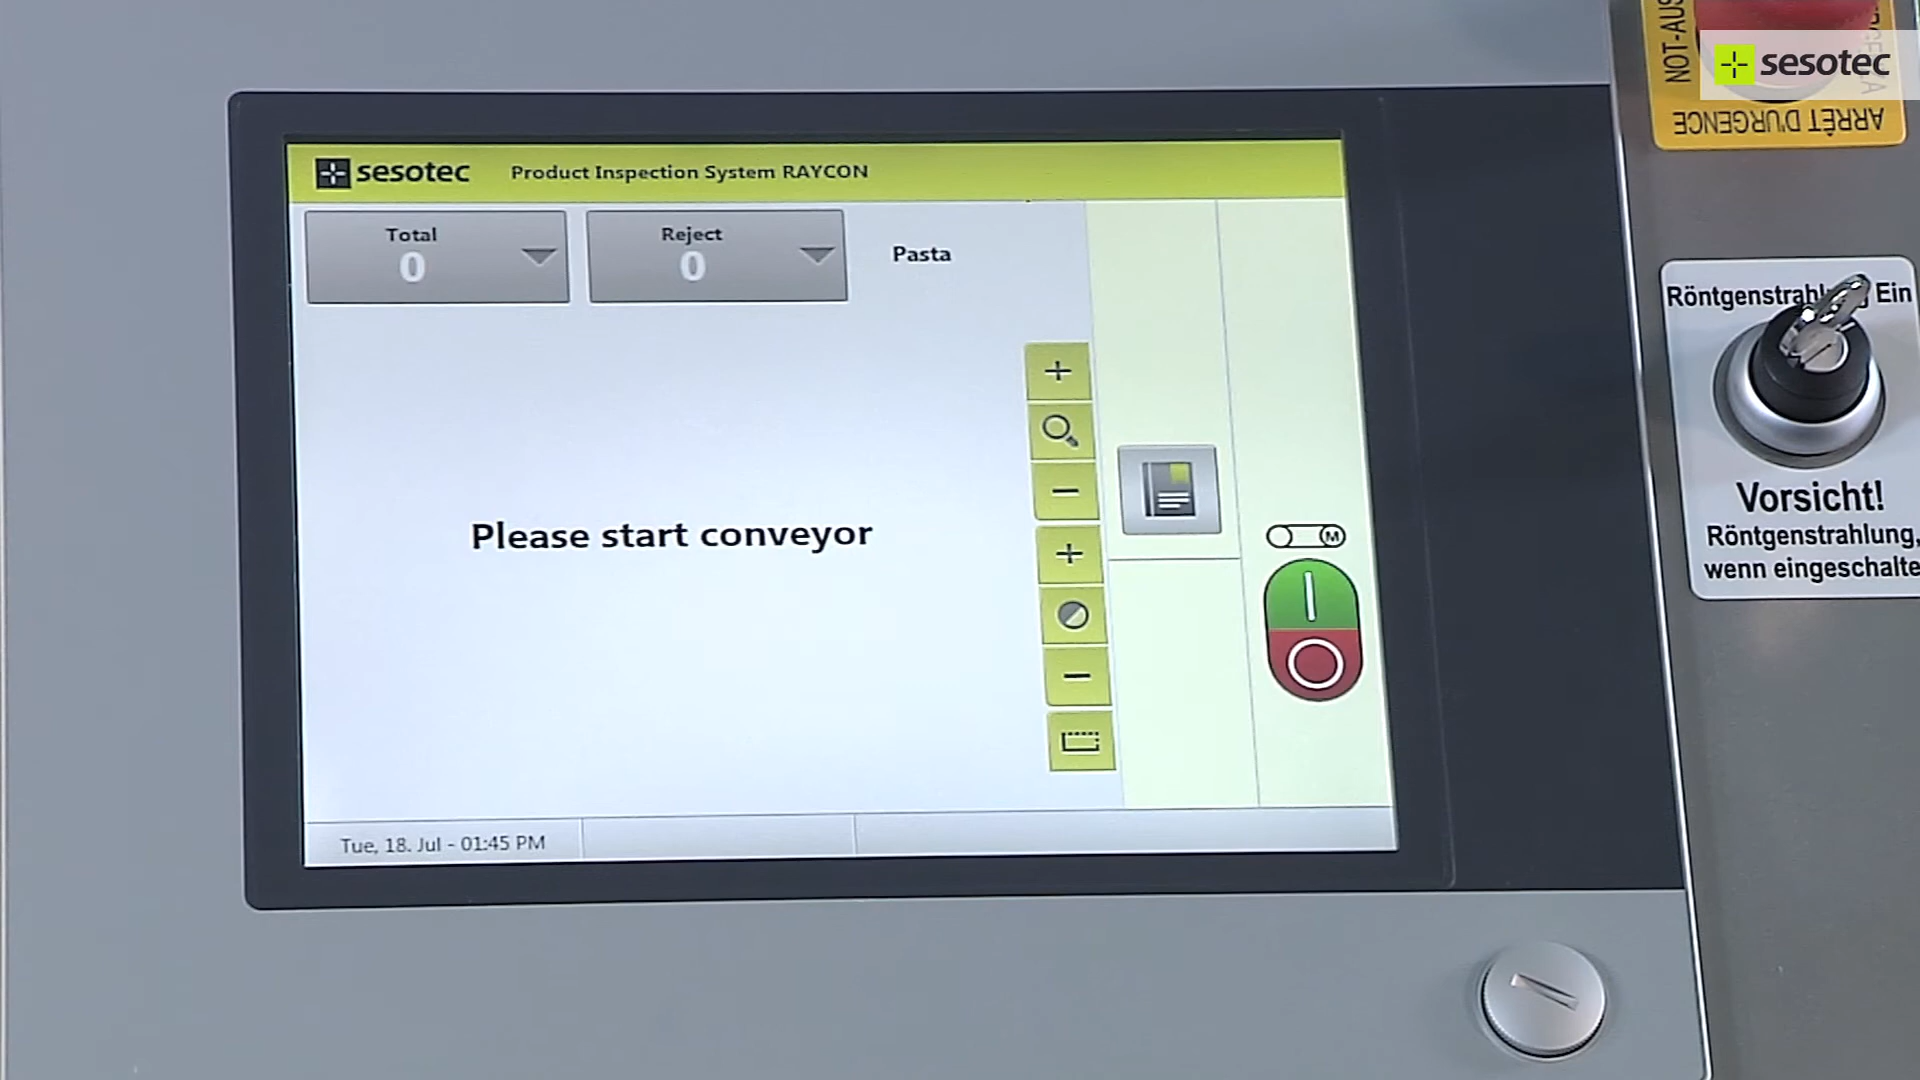 sesotec
NOT-AUS
ARRÊT D'URGENCE
sesotec Product Inspection System RAYCON
Total
0
Reject
0
Pasta
Please start conveyor
M
Tue, 18. Jul - 01:45 PM
Ein
Vorsicht!
Röntgenstrahlung,
wenn eingeschalte